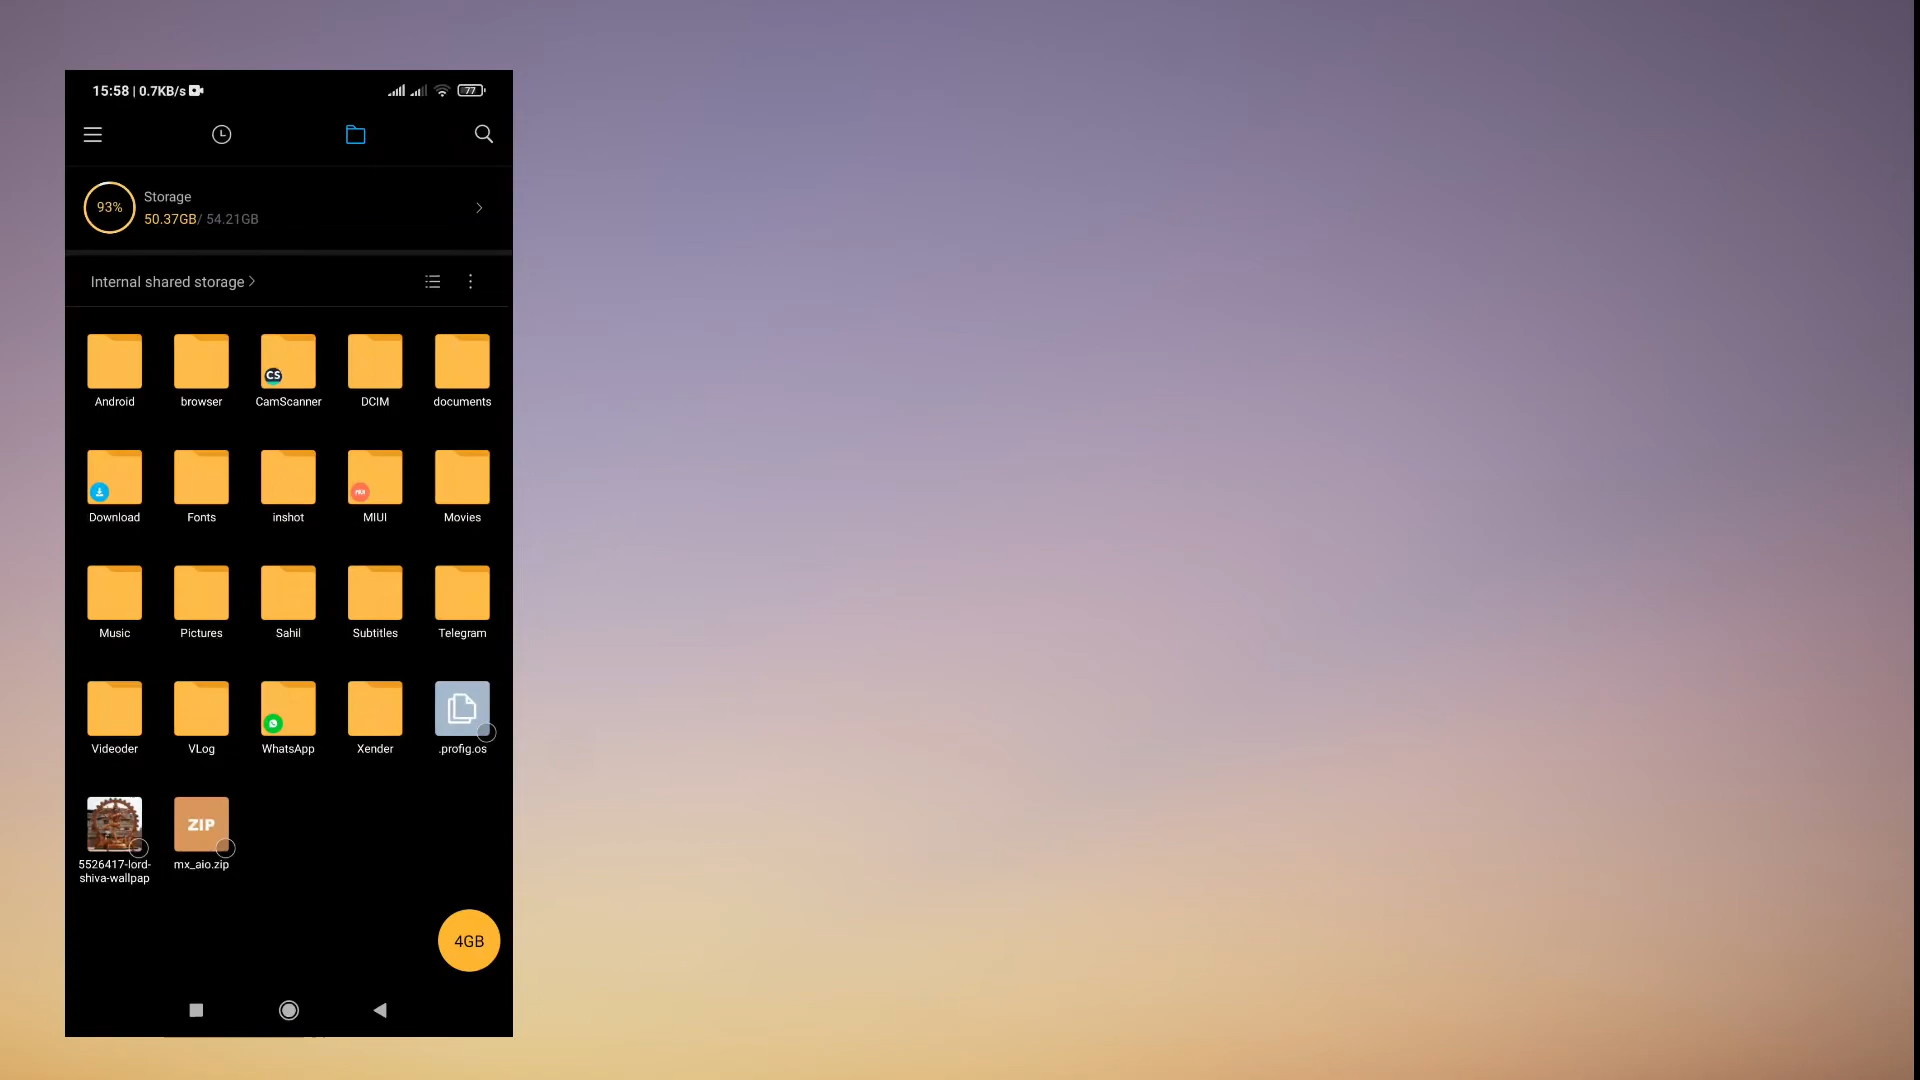 15:58 | 0.7KB/s
77
93%
Storage
50.37GB/ 54.21GB
Internal shared storage
CS
Android
browser
CamScanner
DCIM
documents
MUI
Download
Fonts
inshot
MIUI
Movies
Music
Pictures
Sahil
Subtitles
Telegram
Videoder
VLog
WhatsApp
Xender
.profig.os
ZIP
5526417-lord-
shiva-wallpap
mx_aio.zip
4GB